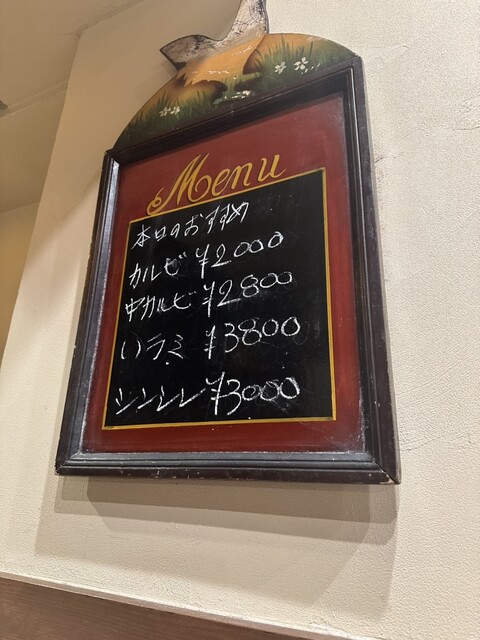 Menu
本日のおすすめ
カルビ ¥2000
中カルビ ¥2800
いラミ ¥3800
シンシン ¥3000